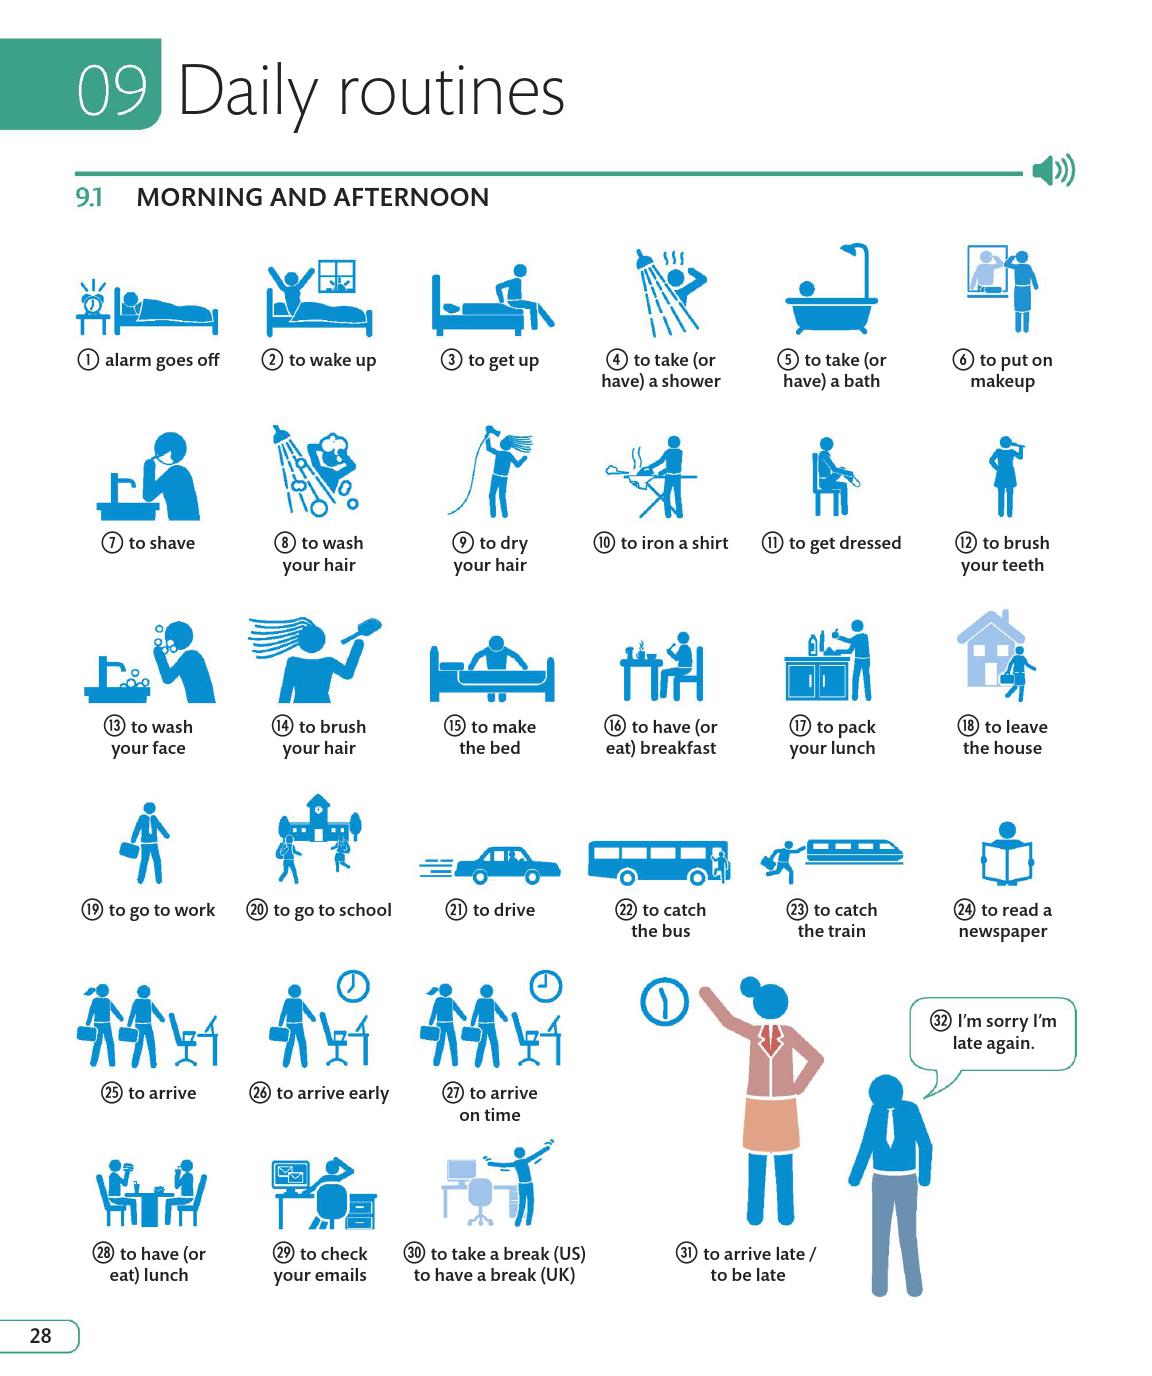 09 Daily routines
9.1 MORNING AND AFTERNOON
1 alarm goes off
2 to wake up
3 to get up
4 to take (or
have) a shower
5 to take (or
have) a bath
6 to put on
makeup
7 to shave
8 to wash
your hair
9 to dry
your hair
10 to iron a shirt
11 to get dressed
12 to brush
your teeth
13 to wash
your face
14 to brush
your hair
15 to make
the bed
16 to have (or
eat) breakfast
17 to pack
your lunch
18 to leave
the house
19 to go to work
20 to go to school
21 to drive
22 to catch
the bus
23 to catch
the train
24 to read a
newspaper
25 to arrive
26 to arrive early
27 to arrive
on time
28 to have (or
eat) lunch
29 to check
your emails
30 to take a break (US)
to have a break (UK)
31 to arrive late /
to be late
32 I'm sorry I'm
late again.
28